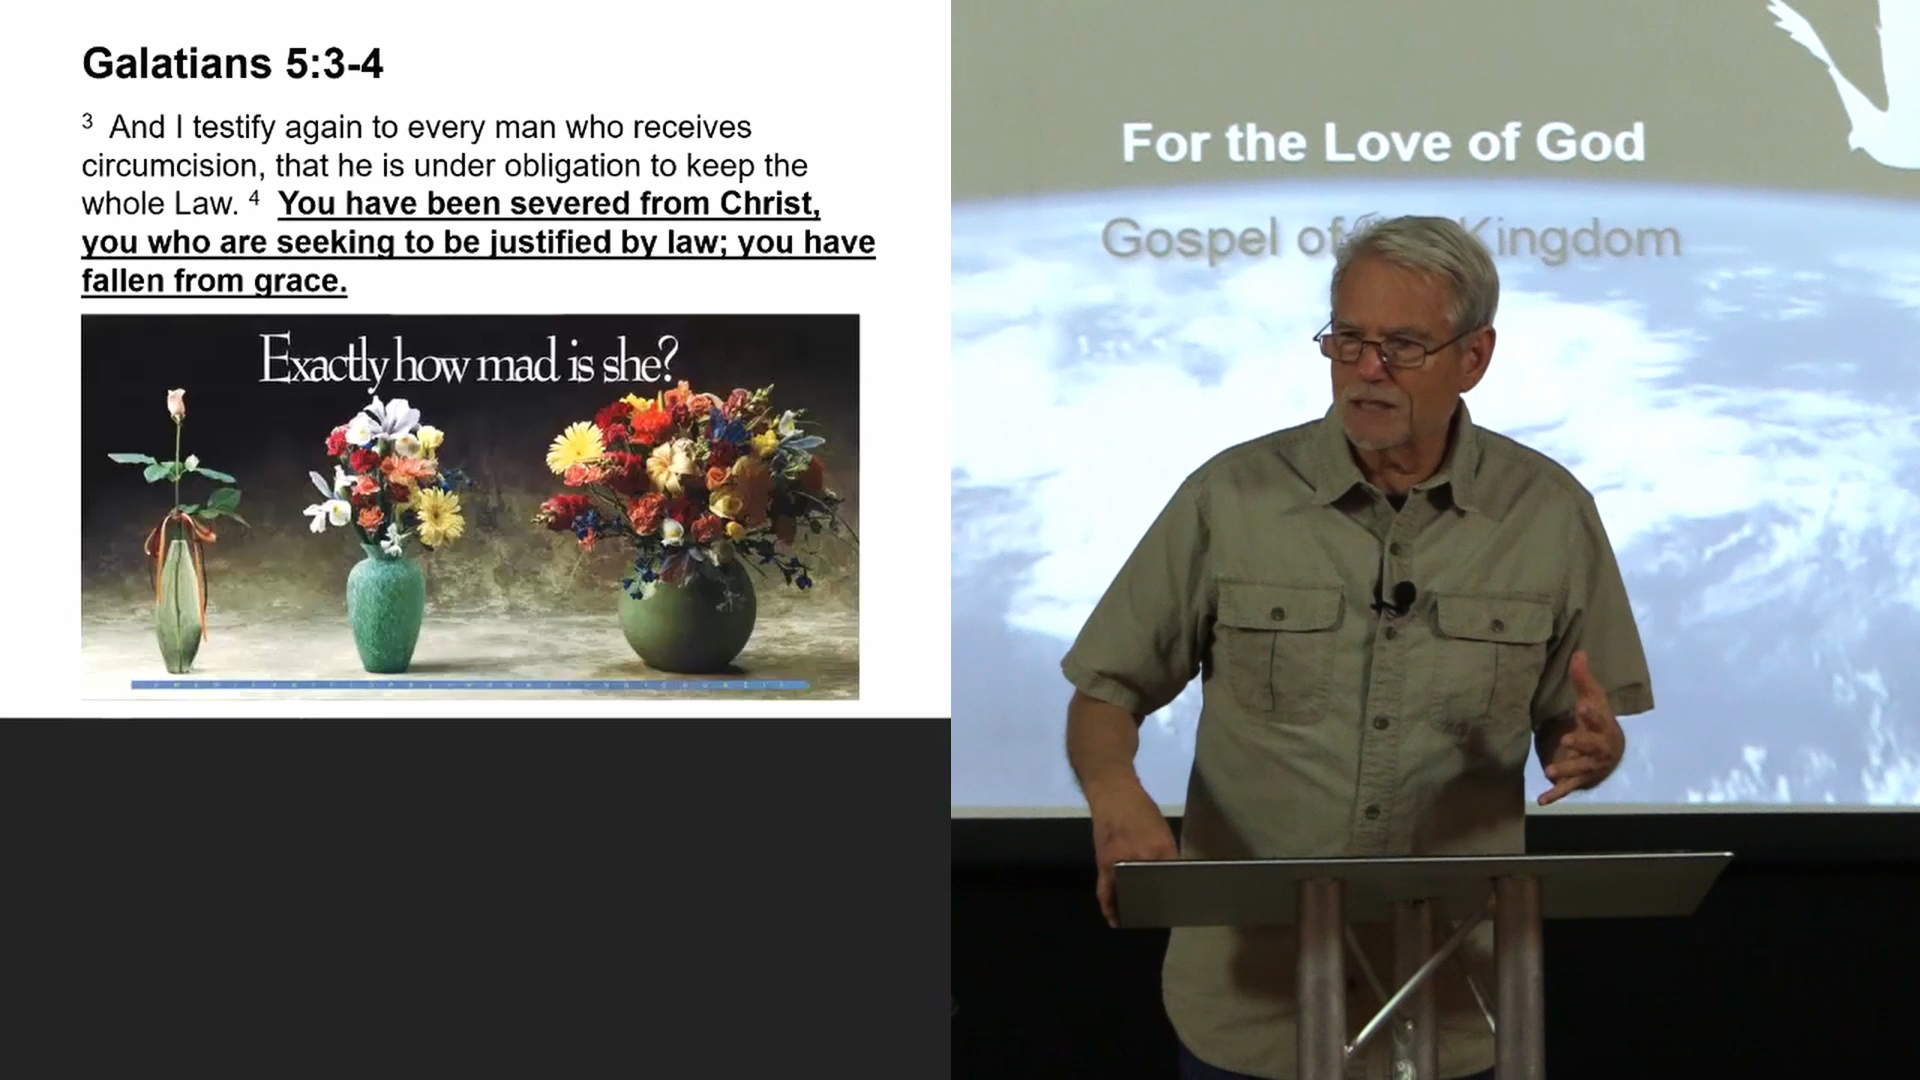 Galatians 5:3-4
3 And I testify again to every man who receives
circumcision, that he is under obligation to keep the
whole Law. 4 You have been severed from Christ,
you who are seeking to be justified by law; you have
fallen from grace.
Exactly how mad is she?
For the Love of God
Gospel of Kingdom